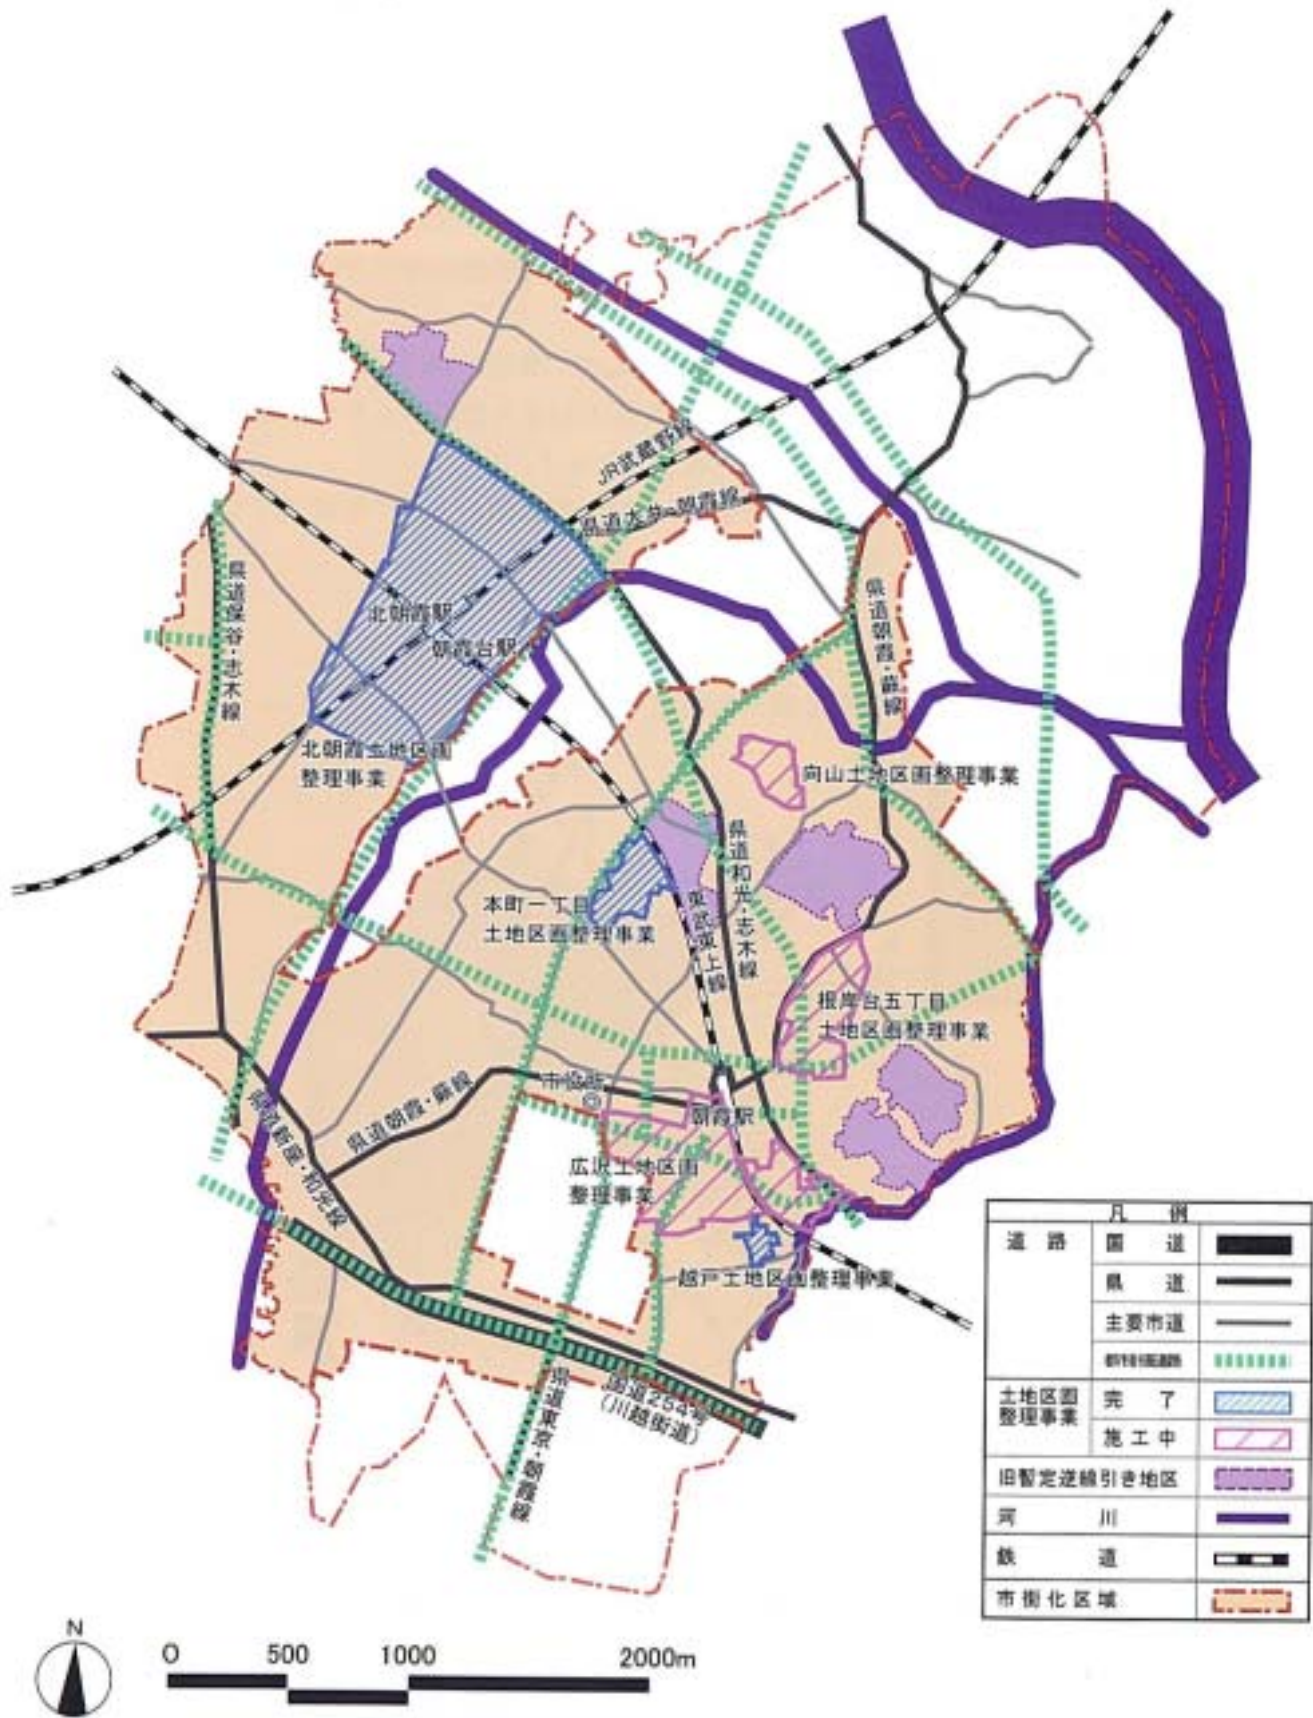 JR武蔵野線
県道大宮・朝霞線
県道保谷・志木線
北朝霞駅
朝霞台駅
県道朝霞・蕨線
北朝霞土地区画
整理事業
向山土地区画整理事業
県道和光・志木線
本町一丁目
土地区画整理事業
東武東上線
根岸台五丁目
土地区画整理事業
市役所
県道朝霞・蕨線
朝霞駅
県道新座・和光線
広沢土地区画
整理事業
越戸土地区画整理事業
国道254号
(川越街道)
県道東京・朝霞線
凡例
道路
国道
県道
主要市道
都市計画道路
土地区画
整理事業
完了
施工中
旧暫定逆線引き地区
河川
鉄道
市街化区域
N
0 500 1000 2000m